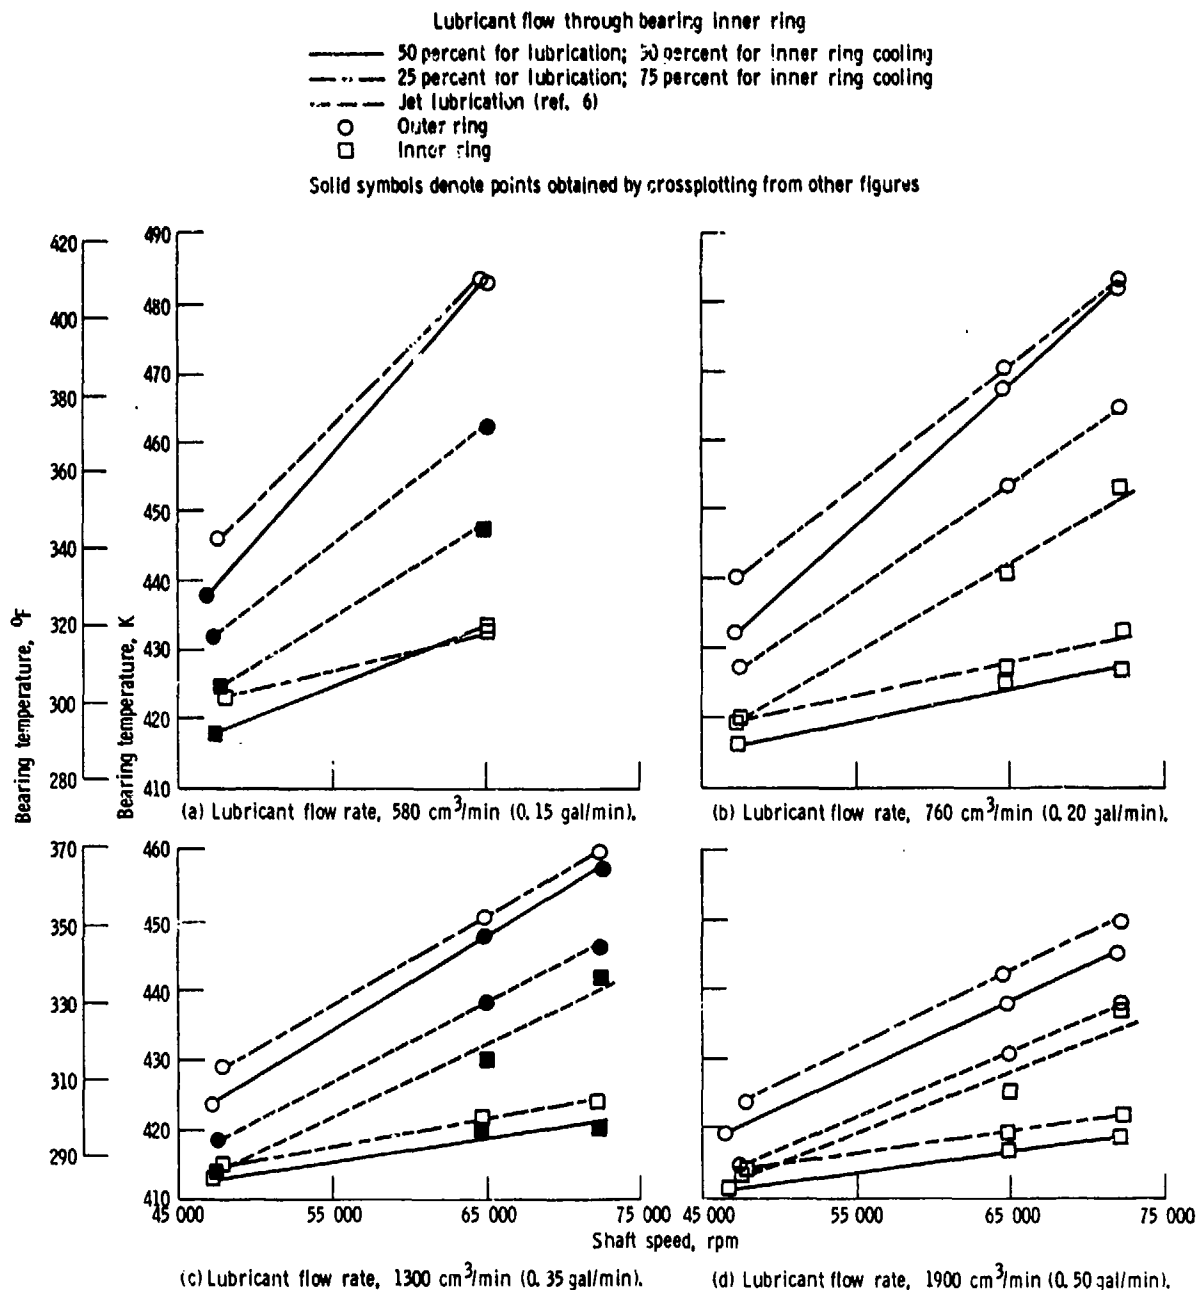 Lubricant flow through bearing inner ring
50 percent for lubrication; 50 percent for inner ring cooling
25 percent for lubrication; 75 percent for inner ring cooling
Jet lubrication (ref. 6)
Outer ring
Inner ring
Solid symbols denote points obtained by crossplotting from other figures
Bearing temperature, °F
420
400
380
360
340
320
300
280
Bearing temperature, K
490
480
470
460
450
440
430
420
410
(a) Lubricant flow rate, 580 cm³/min (0.15 gal/min).
(b) Lubricant flow rate, 760 cm³/min (0.20 gal/min).
370
350
330
310
290
460
450
440
430
420
410
45 000 55 000 65 000 75 000
45 000 55 000 65 000 75 000
Shaft speed, rpm
(c) Lubricant flow rate, 1300 cm³/min (0.35 gal/min).
(d) Lubricant flow rate, 1900 cm³/min (0.50 gal/min).